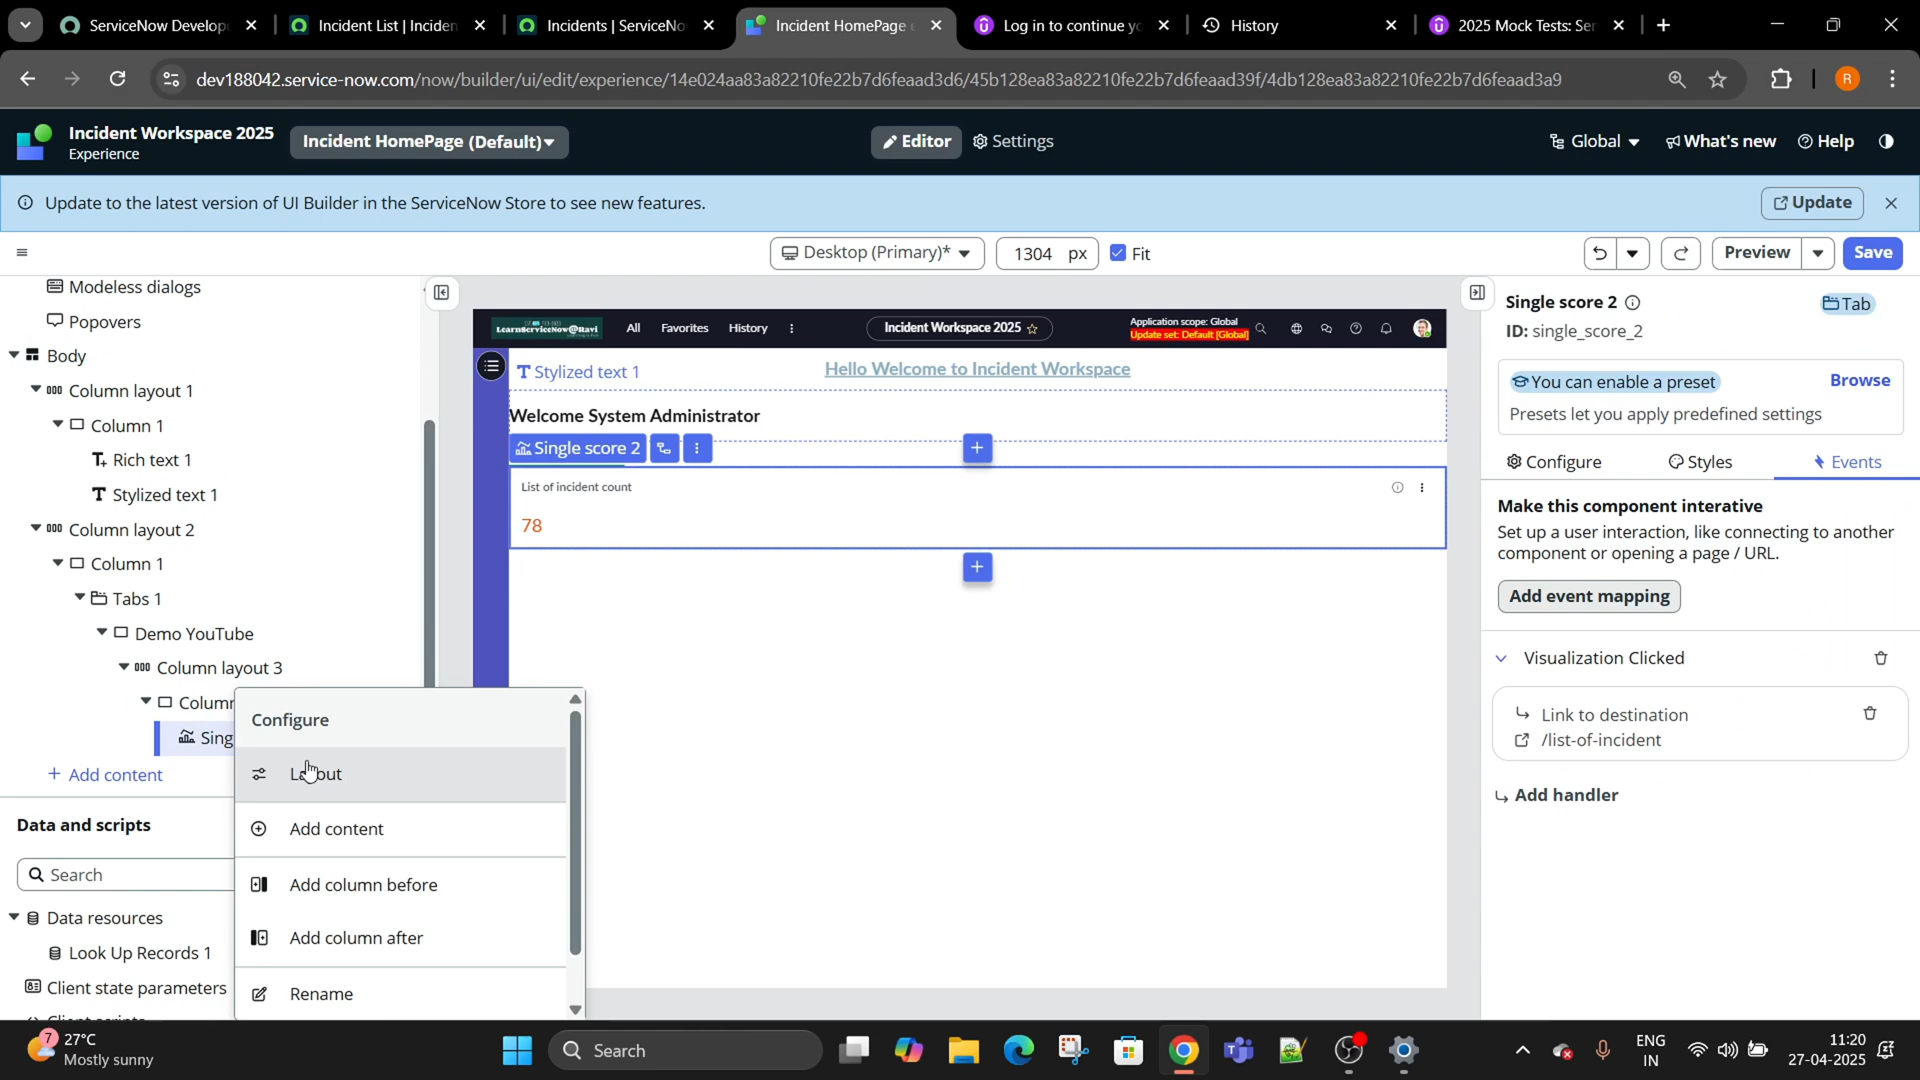 ServiceNow Develop
Incident List | Inciden
Incidents | ServiceNo
Incident HomePage e
Log in to continue yo
History
2025 Mock Tests: Ser
dev188042.service-now.com/now/builder/ui/edit/experience/14e024aa83a82210fe22b7d6feaad3d6/45b128ea83a82210fe22b7d6feaad39f/4db128ea83a82210fe22b7d6feaad3a9
R
Incident Workspace 2025
Experience
Incident HomePage (Default)
Editor
Settings
Global
What's new
Help
Update to the latest version of UI Builder in the ServiceNow Store to see new features.
Update
Desktop (Primary)*
1304 px
Fit
Preview
Save
Modeless dialogs
Popovers
Body
Column layout 1
Column 1
Rich text 1
Stylized text 1
Column layout 2
Column 1
Tabs 1
Demo YouTube
Column layout 3
Colum
Sing
+ Add content
Data and scripts
Search
Data resources
Look Up Records 1
Client state parameters
Configure
Layout
Add content
Add column before
Add column after
Rename
LearnServiceNow@Ravi
All
Favorites
History
Incident Workspace 2025
Application scope: Global
Update set: Default [Global]
Stylized text 1
Hello Welcome to Incident Workspace
Welcome System Administrator
Single score 2
List of incident count
78
Single score 2
Tab
ID: single_score_2
You can enable a preset
Browse
Presets let you apply predefined settings
Configure
Styles
Events
Make this component interative
Set up a user interaction, like connecting to another
component or opening a page / URL.
Add event mapping
Visualization Clicked
Link to destination
/list-of-incident
Add handler
7
27°C
Mostly sunny
Search
ENG
IN
11:20
27-04-2025